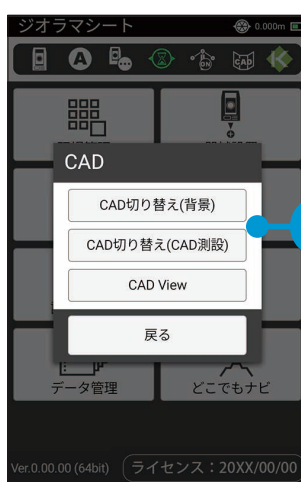 ジオラマシート
0.000m
A
ON
CAD
CAD
CAD切り替え(背景)
CAD切り替え(CAD測設)
CAD View
戻る
データ管理
どこでもナビ
Ver.0.00.00 (64bit)
ライセンス：20XX/00/00